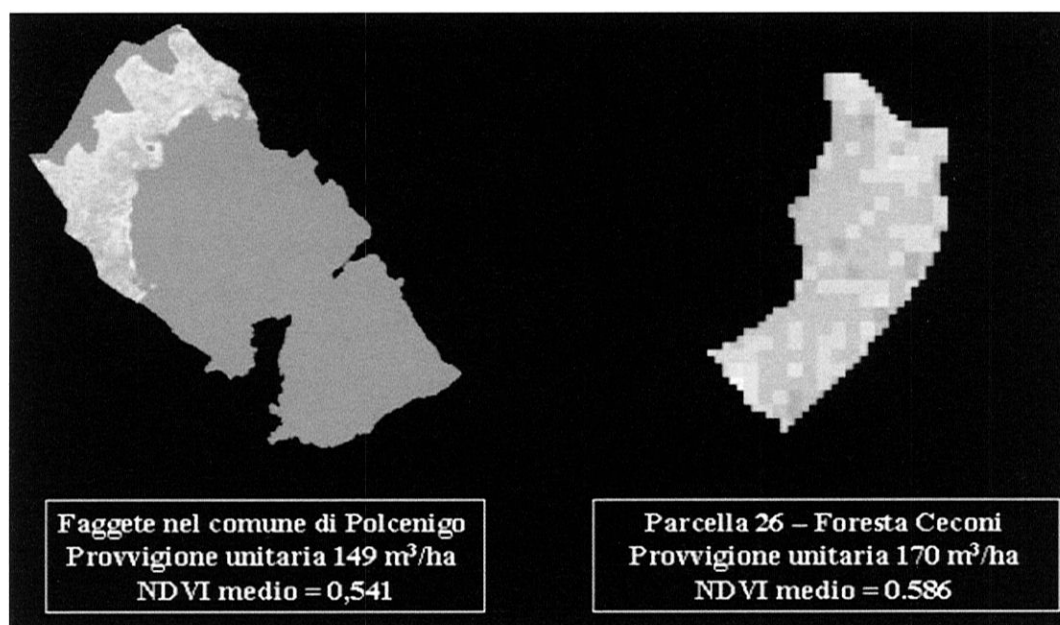 Faggete nel comune di Polcenigo
Provvigione unitaria 149 m³/ha
NDVI medio = 0,541
Parcella 26 – Foresta Ceconi
Provvigione unitaria 170 m³/ha
NDVI medio = 0.586